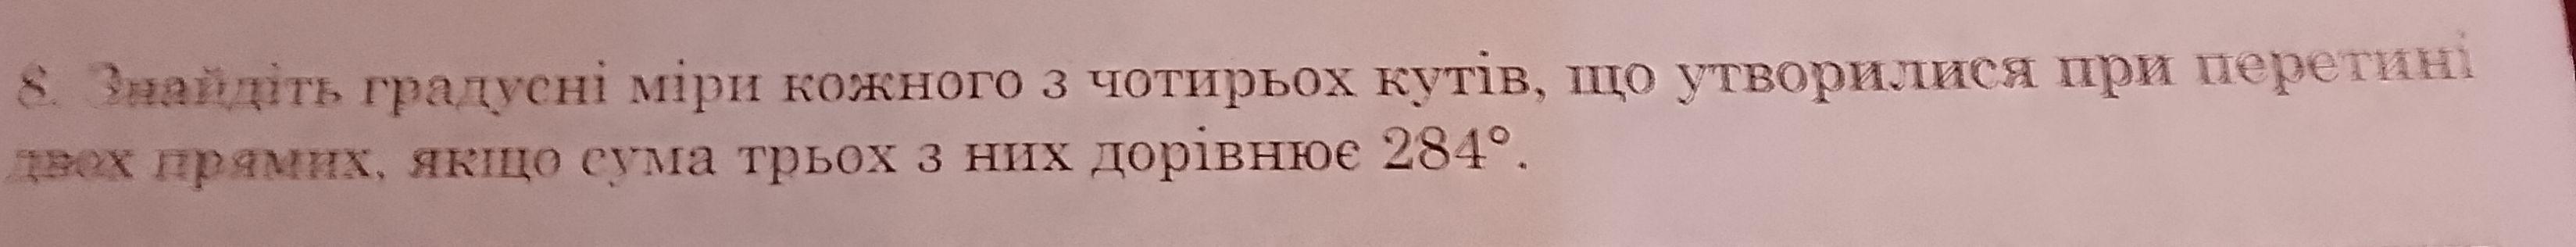 8. Знайдіть градусні міри кожного з чотирьох кутів, що утворилися при перетині
двох прямих, якщо сума трьох з них дорівнює 284°.